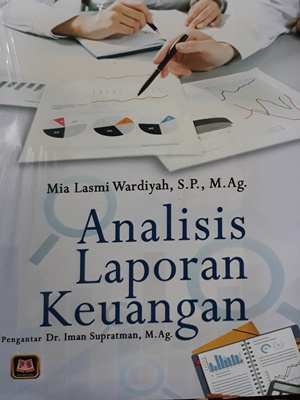 Mia Lasmi Wardiyah, S.P., M.Ag.
Analisis
Laporan
Keuangan
Pengantar Dr. Iman Supratman, M.Ag.